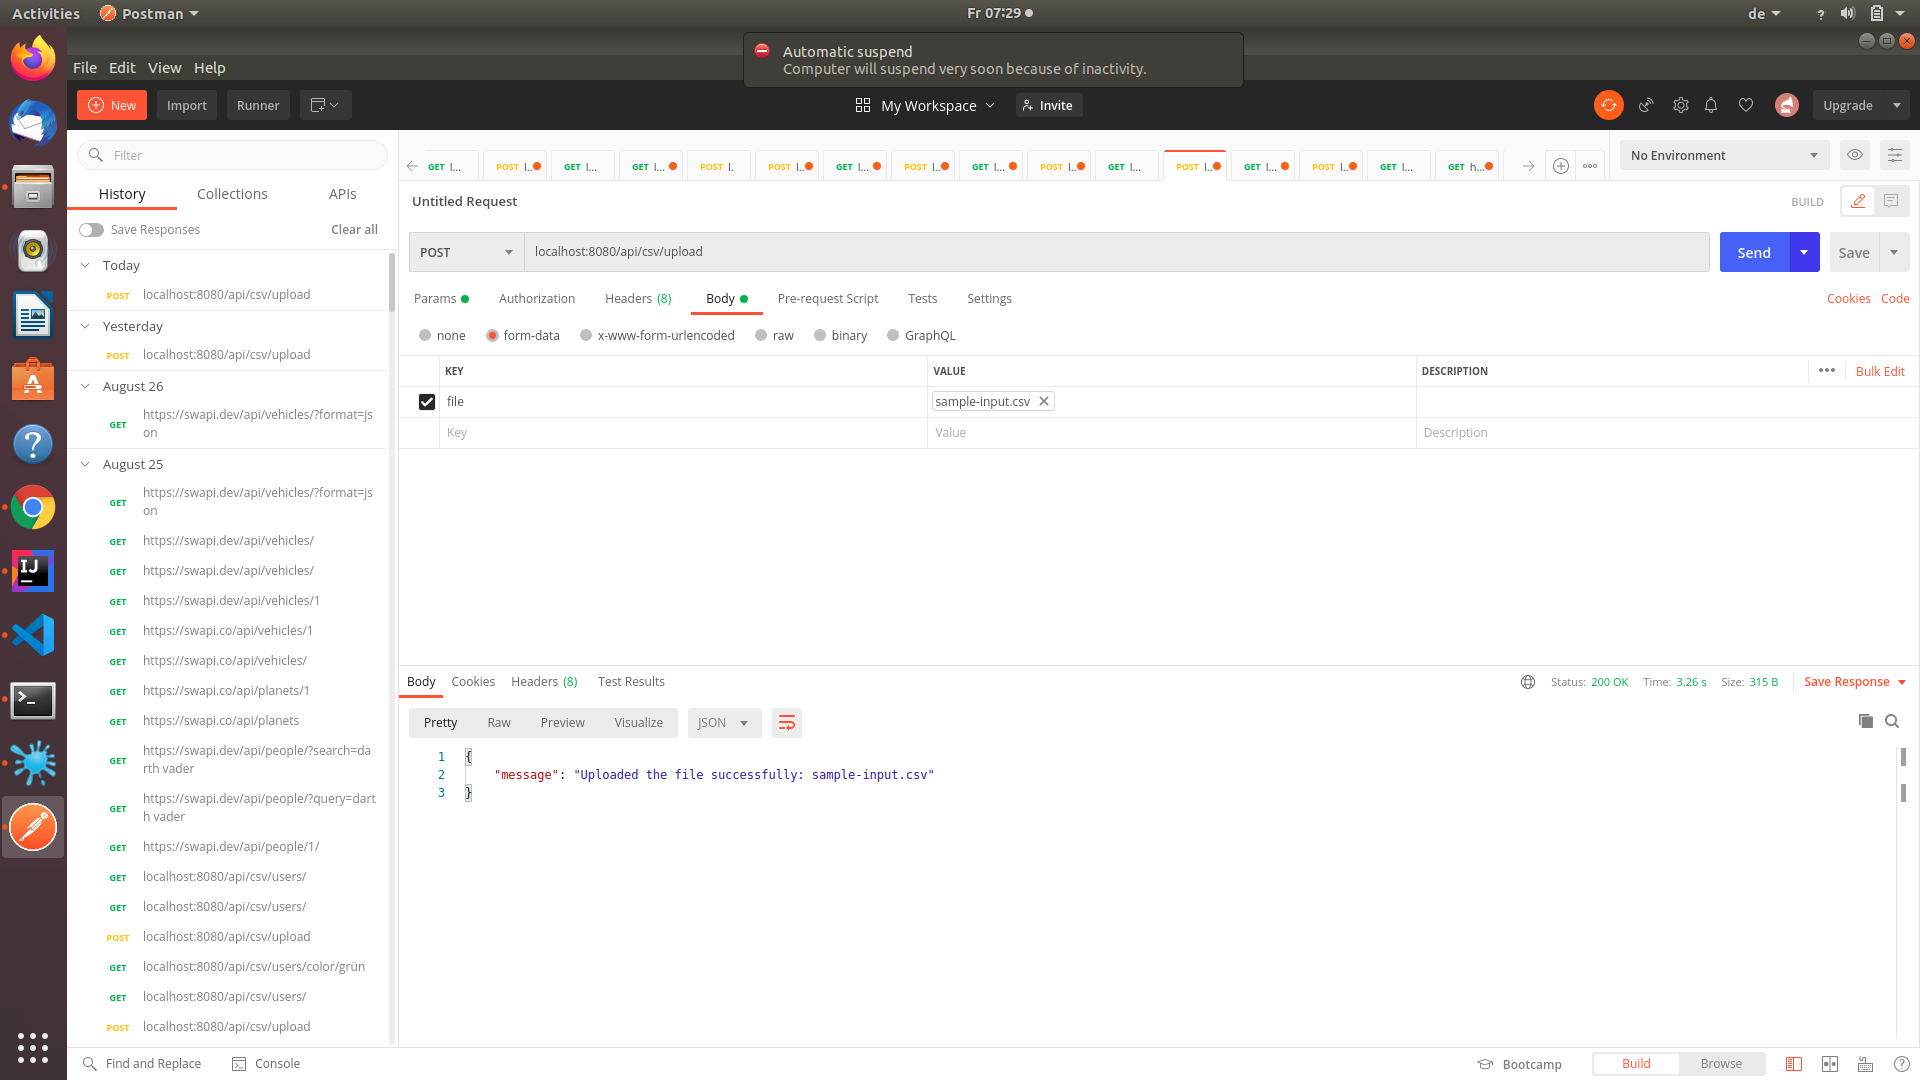 Activities Postman Fr 07:29 de
Automatic suspend
Computer will suspend very soon because of inactivity.
File Edit View Help
New Import Runner My Workspace Invite Upgrade
Filter
GET l... POST l.. GET l... GET l... POST l. POST l.. GET l... POST l.. GET l... POST l.. GET l... POST l.. GET l... POST l.. GET l... GET h... No Environment
History Collections APIs
Untitled Request BUILD
Save Responses Clear all
POST localhost:8080/api/csv/upload Send Save
Params Authorization Headers (8) Body Pre-request Script Tests Settings Cookies Code
none form-data x-www-form-urlencoded raw binary GraphQL
KEY VALUE DESCRIPTION Bulk Edit
file sample-input.csv
Key Value Description
Today
POST localhost:8080/api/csv/upload
Yesterday
POST localhost:8080/api/csv/upload
August 26
GET https://swapi.dev/api/vehicles/?format=js
on
August 25
GET https://swapi.dev/api/vehicles/?format=js
on
GET https://swapi.dev/api/vehicles/
GET https://swapi.dev/api/vehicles/
GET https://swapi.dev/api/vehicles/1
GET https://swapi.co/api/vehicles/1
GET https://swapi.co/api/vehicles/
GET https://swapi.co/api/planets/1
GET https://swapi.co/api/planets
GET https://swapi.dev/api/people/?search=da
rth vader
GET https://swapi.dev/api/people/?query=dart
h vader
GET https://swapi.dev/api/people/1/
GET localhost:8080/api/csv/users/
GET localhost:8080/api/csv/users/
POST localhost:8080/api/csv/upload
GET localhost:8080/api/csv/users/color/grün
GET localhost:8080/api/csv/users/
POST localhost:8080/api/csv/upload
Body Cookies Headers (8) Test Results Status: 200 OK Time: 3.26 s Size: 315 B Save Response
Pretty Raw Preview Visualize JSON
1 {
2 "message": "Uploaded the file successfully: sample-input.csv"
3 }
Find and Replace Console Bootcamp Build Browse